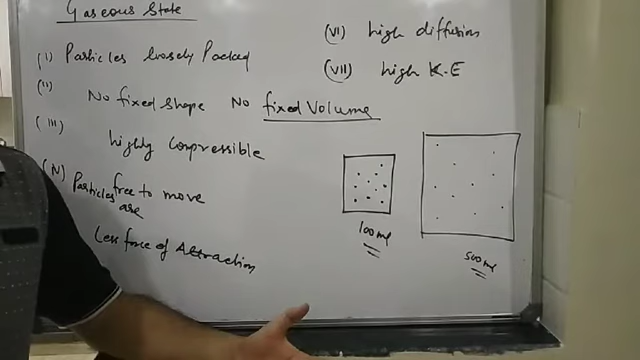 Gaseous State
(I) Particles loosely Packed
(II) No fixed shape No fixed Volume
(III) highly compressible
(IV) Particles are free to move
Less force of Attraction
(VI) high diffusion
(VII) high K.E
100 ml
500 ml